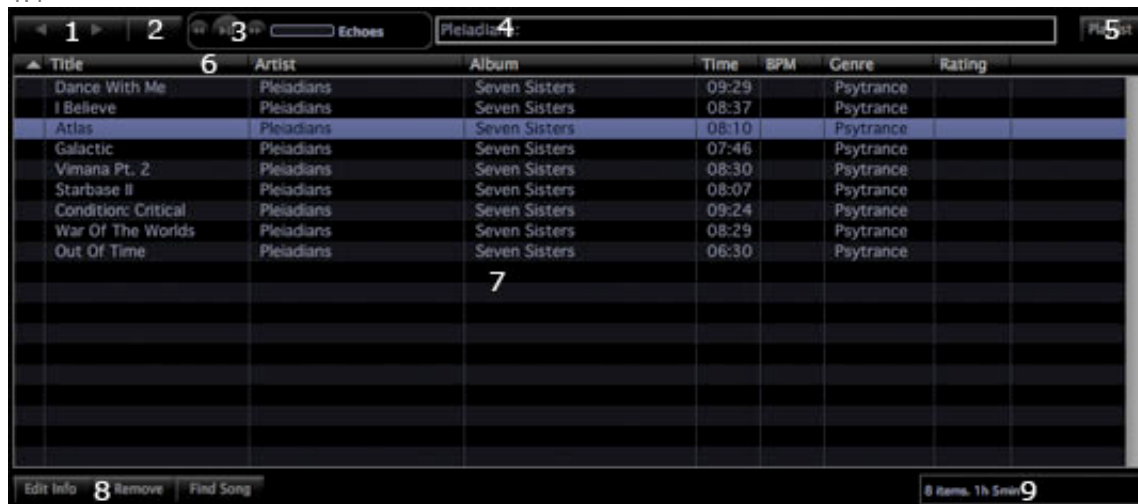 1 2 3 Echoes Pleiadians: 4 5
6
Title Artist Album Time BPM Genre Rating
Dance With Me Pleiadians Seven Sisters 09:29 Psytrance
I Believe Pleiadians Seven Sisters 08:37 Psytrance
Atlas Pleiadians Seven Sisters 08:10 Psytrance
Galactic Pleiadians Seven Sisters 07:46 Psytrance
Vimana Pt. 2 Pleiadians Seven Sisters 08:30 Psytrance
Starbase II Pleiadians Seven Sisters 08:07 Psytrance
Condition: Critical Pleiadians Seven Sisters 09:24 Psytrance
War Of The Worlds Pleiadians Seven Sisters 08:29 Psytrance
Out Of Time Pleiadians Seven Sisters 06:30 Psytrance
7
Edit Info 8 Remove Find Song 8 items. 1h 5min 9